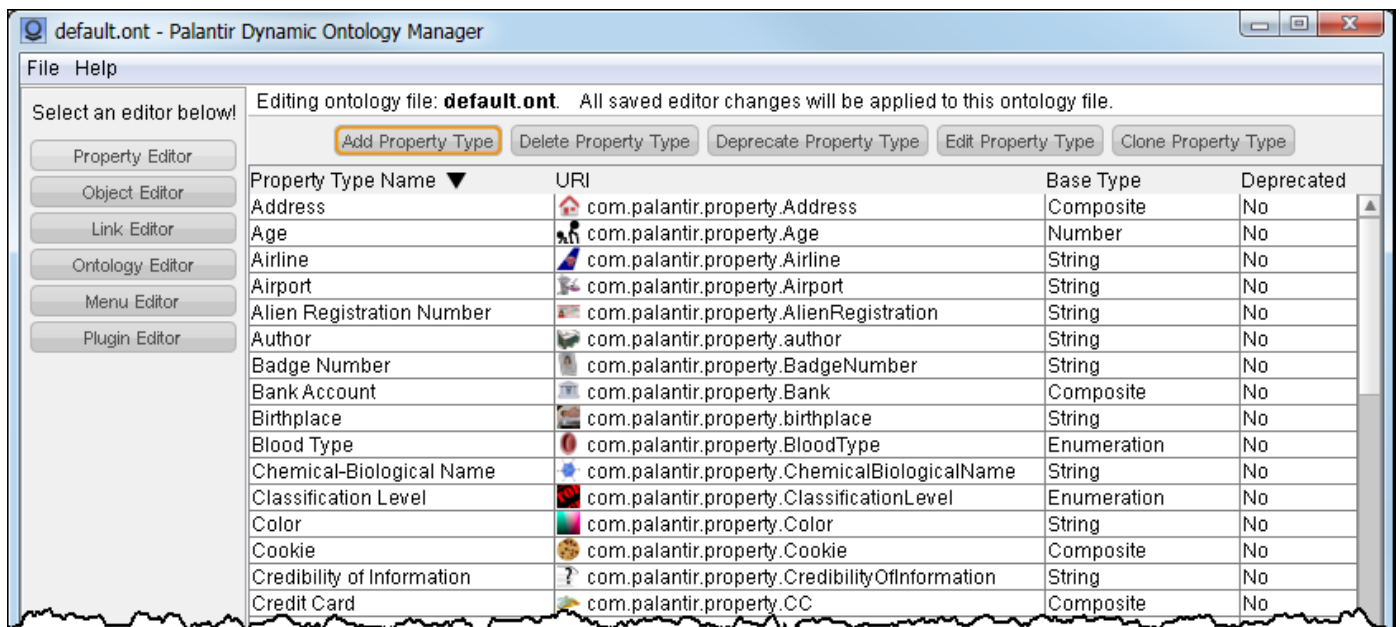 default.ont - Palantir Dynamic Ontology Manager
File Help
Select an editor below!
Property Editor
Object Editor
Link Editor
Ontology Editor
Menu Editor
Plugin Editor
Editing ontology file: default.ont. All saved editor changes will be applied to this ontology file.
Add Property Type Delete Property Type Deprecate Property Type Edit Property Type Clone Property Type
Property Type Name ▼ URI Base Type Deprecated
Address com.palantir.property.Address Composite No
Age com.palantir.property.Age Number No
Airline com.palantir.property.Airline String No
Airport com.palantir.property.Airport String No
Alien Registration Number com.palantir.property.AlienRegistration String No
Author com.palantir.property.author String No
Badge Number com.palantir.property.BadgeNumber String No
Bank Account com.palantir.property.Bank Composite No
Birthplace com.palantir.property.birthplace String No
Blood Type com.palantir.property.BloodType Enumeration No
Chemical-Biological Name com.palantir.property.ChemicalBiologicalName String No
Classification Level com.palantir.property.ClassificationLevel Enumeration No
Color com.palantir.property.Color String No
Cookie com.palantir.property.Cookie Composite No
Credibility of Information com.palantir.property.CredibilityOfInformation String No
Credit Card com.palantir.property.CC Composite No